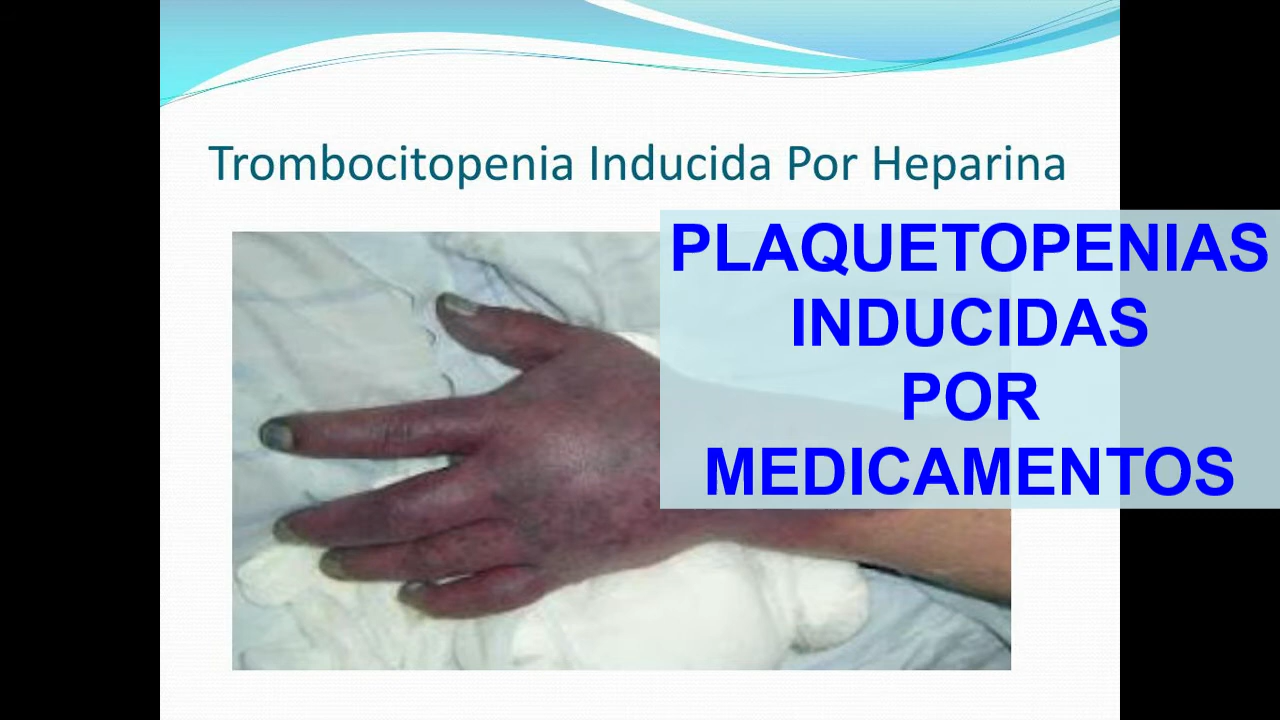 Trombocitopenia Inducida Por Heparina
PLAQUETOPENIAS
INDUCIDAS
POR
MEDICAMENTOS